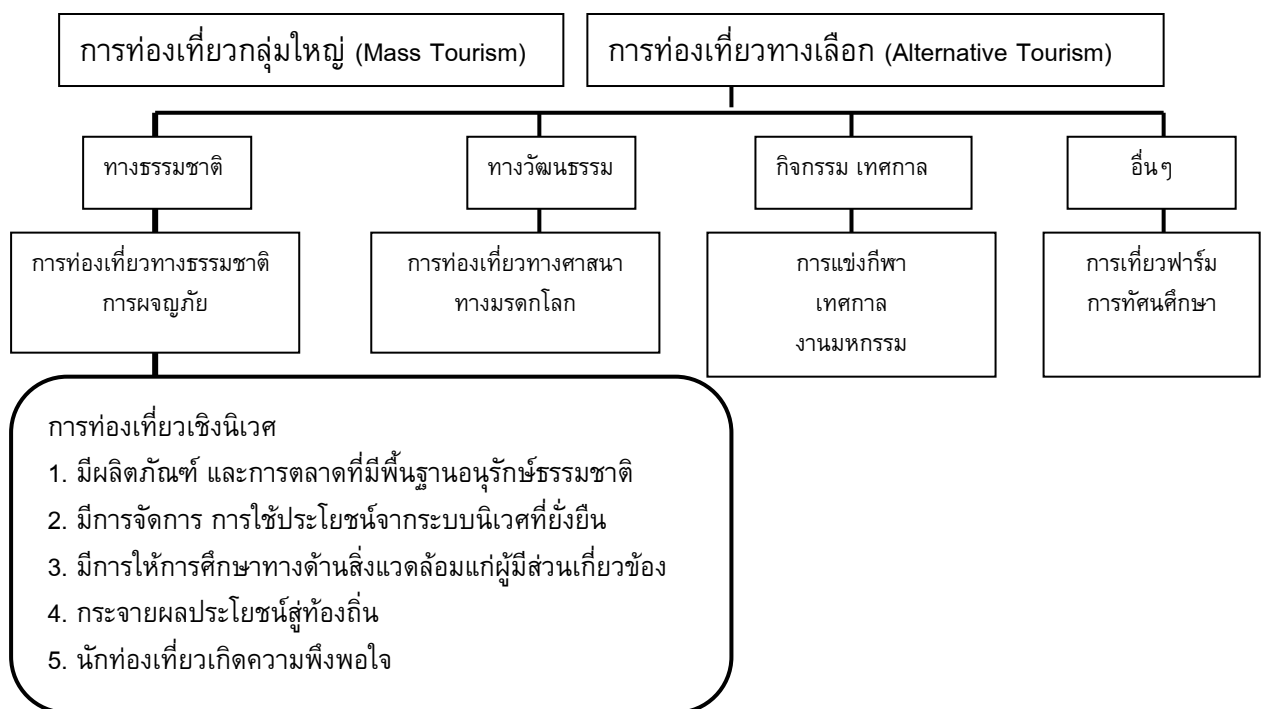 การท่องเที่ยวกลุ่มใหญ่ (Mass Tourism)
การท่องเที่ยวทางเลือก (Alternative Tourism)
ทางธรรมชาติ
ทางวัฒนธรรม
กิจกรรม เทศกาล
อื่นๆ
การท่องเที่ยวทางธรรมชาติ
การผจญภัย
การท่องเที่ยวทางศาสนา
ทางมรดกโลก
การแข่งกีฬา
เทศกาล
งานมหกรรม
การเที่ยวฟาร์ม
การทัศนศึกษา
การท่องเที่ยวเชิงนิเวศ
1. มีผลิตภัณฑ์ และการตลาดที่มีพื้นฐานอนุรักษ์ธรรมชาติ
2. มีการจัดการ การใช้ประโยชน์จากระบบนิเวศที่ยั่งยืน
3. มีการให้การศึกษาทางด้านสิ่งแวดล้อมแก่ผู้มีส่วนเกี่ยวข้อง
4. กระจายผลประโยชน์สู่ท้องถิ่น
5. นักท่องเที่ยวเกิดความพึงพอใจ